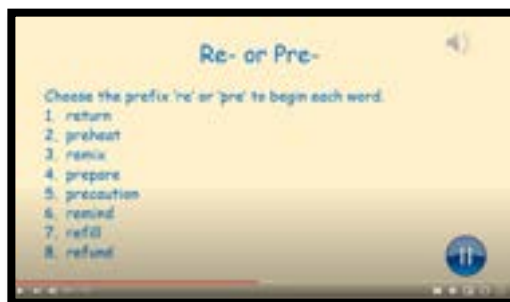 Re- or Pre-
Choose the prefix 're' or 'pre' to begin each word.
1. return
2. preheat
3. remix
4. prepare
5. precaution
6. remind
7. refill
8. refund